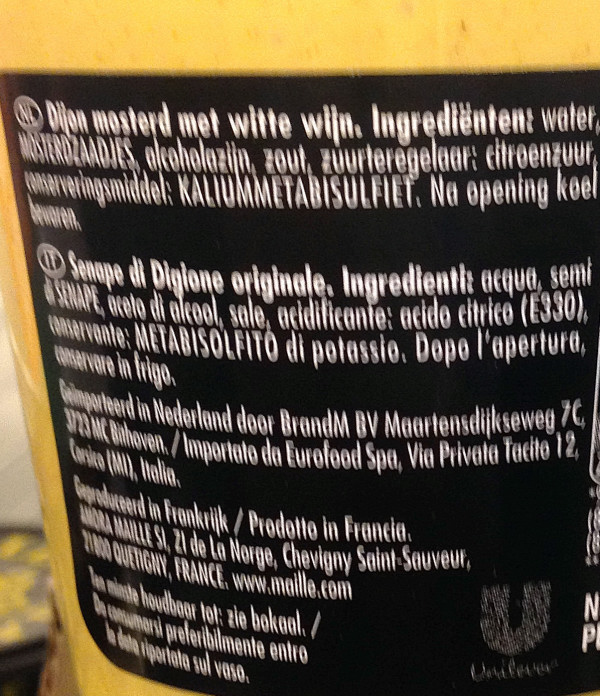 NL Dijon mosterd met witte wijn. Ingrediënten: water,
MOSTERDZAADJES, alcoholazijn, zout, zuurteregelaar: citroenzuur,
conserveringsmiddel: KALIUMMETABISULFIET. Na opening koel
bewaren.
IT Senape di Digione originale. Ingredienti: acqua, semi
di SENAPE, aceto di alcool, sale, acidificante: acido citrico (E330),
conservante: METABISOLFITO di potassio. Dopo l'apertura,
conservare in frigo.
Geïmporteerd in Nederland door BrandM BV Maartensdijkseweg 7C,
3723 MC Bilthoven. / Importato da Eurofood Spa, Via Privata Tacito 12,
Corsico (MI), Italia.
Geproduceerd in Frankrijk / Prodotto in Francia.
AMORA MAILLE SI, ZI de La Norge, Chevigny Saint-Sauveur,
21800 QUETIGNY, FRANCE. www.maille.com
Ten minste houdbaar tot: zie bokaal. /
Da consumarsi preferibilmente entro
la data riportata sul vaso.
Unilever